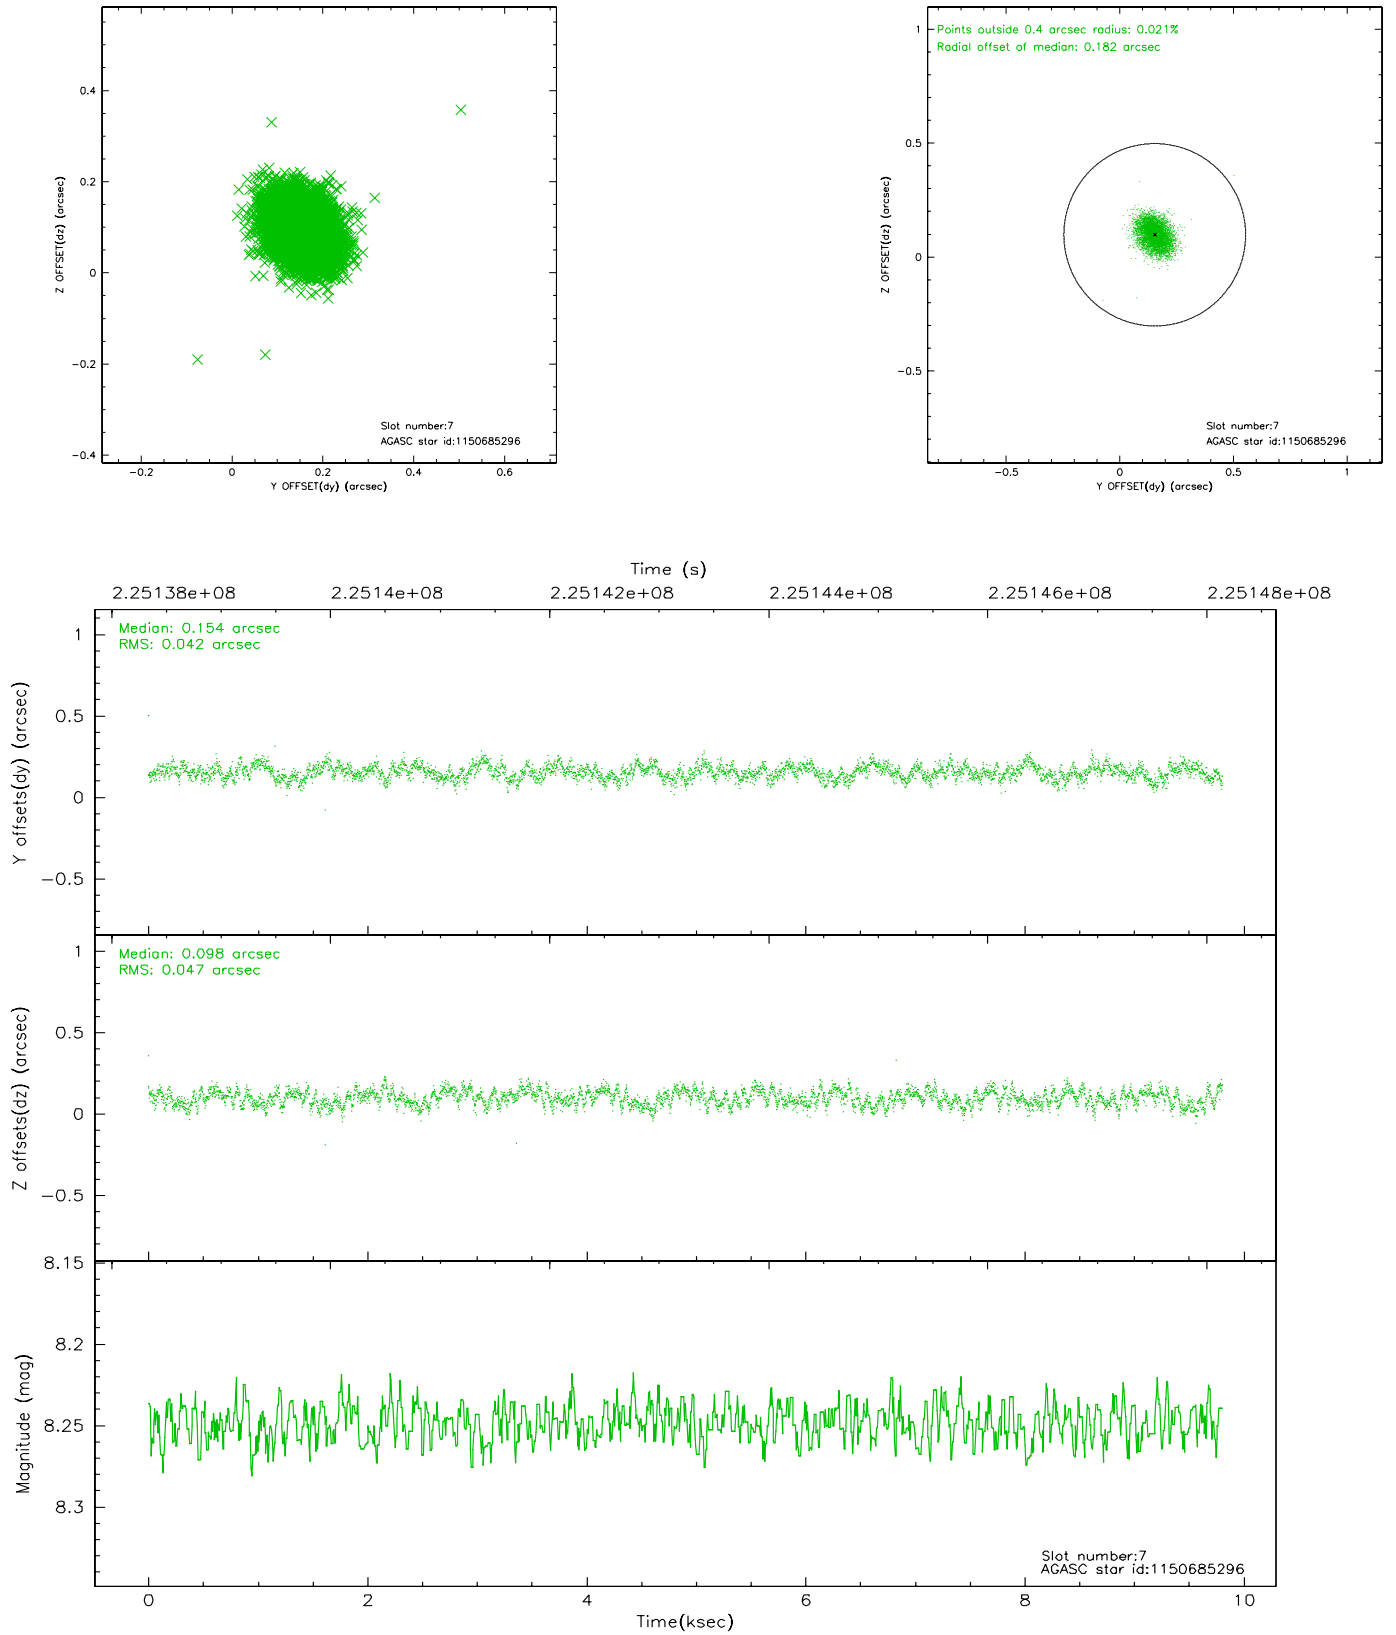 0.4
0.2
0
−0.2
−0.4
Z OFFSET(dz) (arcsec)
Slot number:7
AGASC star id:1150685296
−0.2
0
0.2
0.4
0.6
Y OFFSET(dy) (arcsec)
Points outside 0.4 arcsec radius: 0.021%
Radial offset of median: 0.182 arcsec
1
0.5
0
−0.5
Z OFFSET(dz) (arcsec)
Slot number:7
AGASC star id:1150685296
−0.5
0
0.5
1
Y OFFSET(dy) (arcsec)
Time (s)
2.25138e+08
2.2514e+08
2.25142e+08
2.25144e+08
2.25146e+08
2.25148e+08
Median: 0.154 arcsec
RMS: 0.042 arcsec
1
0.5
0
−0.5
Y offsets(dy) (arcsec)
Median: 0.098 arcsec
RMS: 0.047 arcsec
1
0.5
0
−0.5
Z offsets(dz) (arcsec)
8.15
8.2
8.25
8.3
Magnitude (mag)
Slot number:7
AGASC star id:1150685296
0
2
4
6
8
10
Time(ksec)